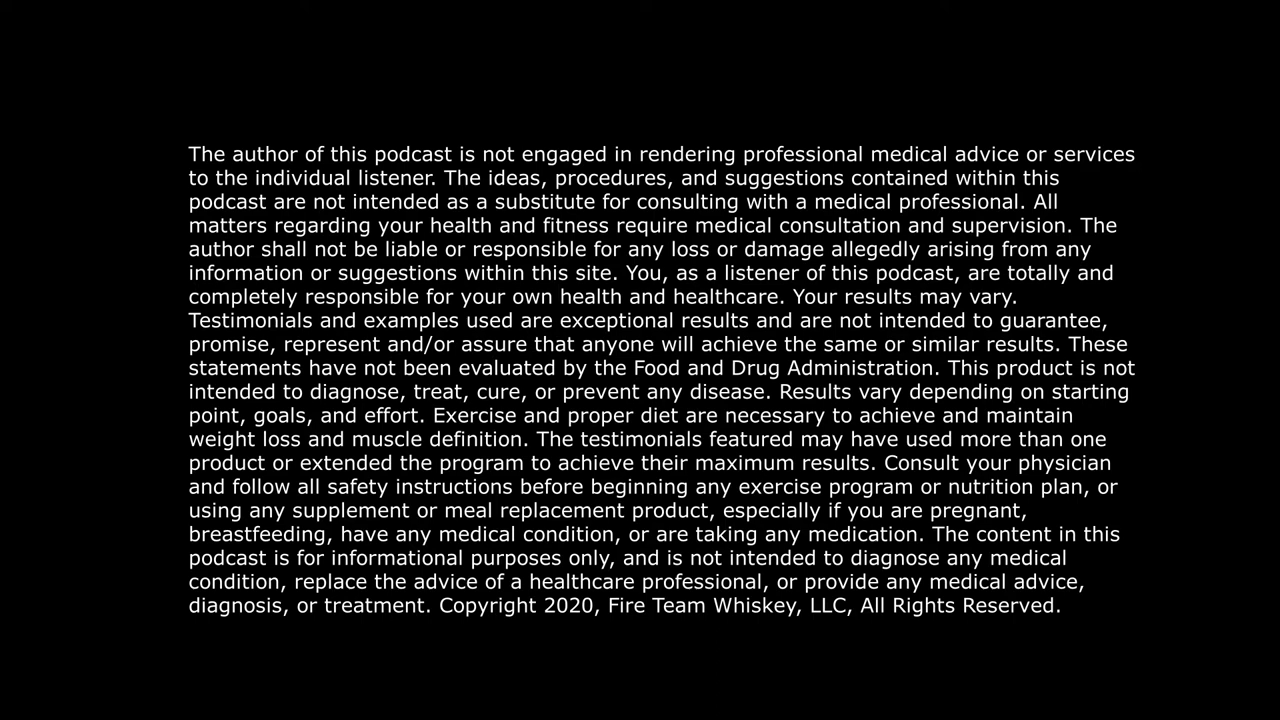 The author of this podcast is not engaged in rendering professional medical advice or services
to the individual listener. The ideas, procedures, and suggestions contained within this
podcast are not intended as a substitute for consulting with a medical professional. All
matters regarding your health and fitness require medical consultation and supervision. The
author shall not be liable or responsible for any loss or damage allegedly arising from any
information or suggestions within this site. You, as a listener of this podcast, are totally and
completely responsible for your own health and healthcare. Your results may vary.
Testimonials and examples used are exceptional results and are not intended to guarantee,
promise, represent and/or assure that anyone will achieve the same or similar results. These
statements have not been evaluated by the Food and Drug Administration. This product is not
intended to diagnose, treat, cure, or prevent any disease. Results vary depending on starting
point, goals, and effort. Exercise and proper diet are necessary to achieve and maintain
weight loss and muscle definition. The testimonials featured may have used more than one
product or extended the program to achieve their maximum results. Consult your physician
and follow all safety instructions before beginning any exercise program or nutrition plan, or
using any supplement or meal replacement product, especially if you are pregnant,
breastfeeding, have any medical condition, or are taking any medication. The content in this
podcast is for informational purposes only, and is not intended to diagnose any medical
condition, replace the advice of a healthcare professional, or provide any medical advice,
diagnosis, or treatment. Copyright 2020, Fire Team Whiskey, LLC, All Rights Reserved.